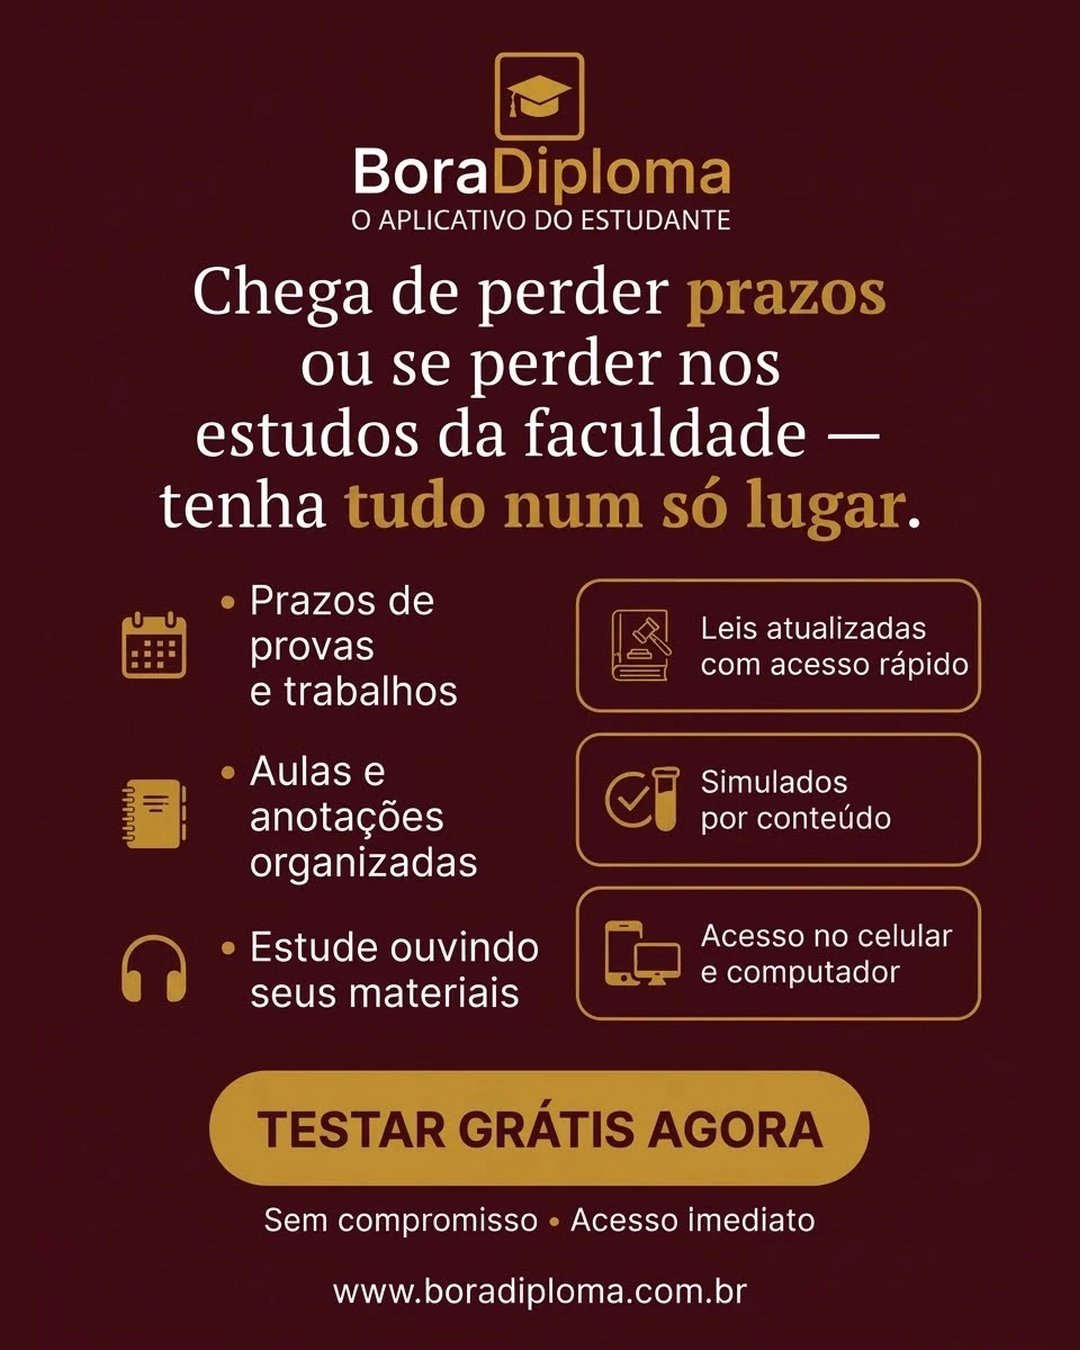 BoraDiploma
O APLICATIVO DO ESTUDANTE
Chega de perder prazos
ou se perder nos
estudos da faculdade —
tenha tudo num só lugar.
• Prazos de
provas
e trabalhos
• Aulas e
anotações
organizadas
• Estude ouvindo
seus materiais
Leis atualizadas
com acesso rápido
Simulados
por conteúdo
Acesso no celular
e computador
TESTAR GRÁTIS AGORA
Sem compromisso • Acesso imediato
www.boradiploma.com.br